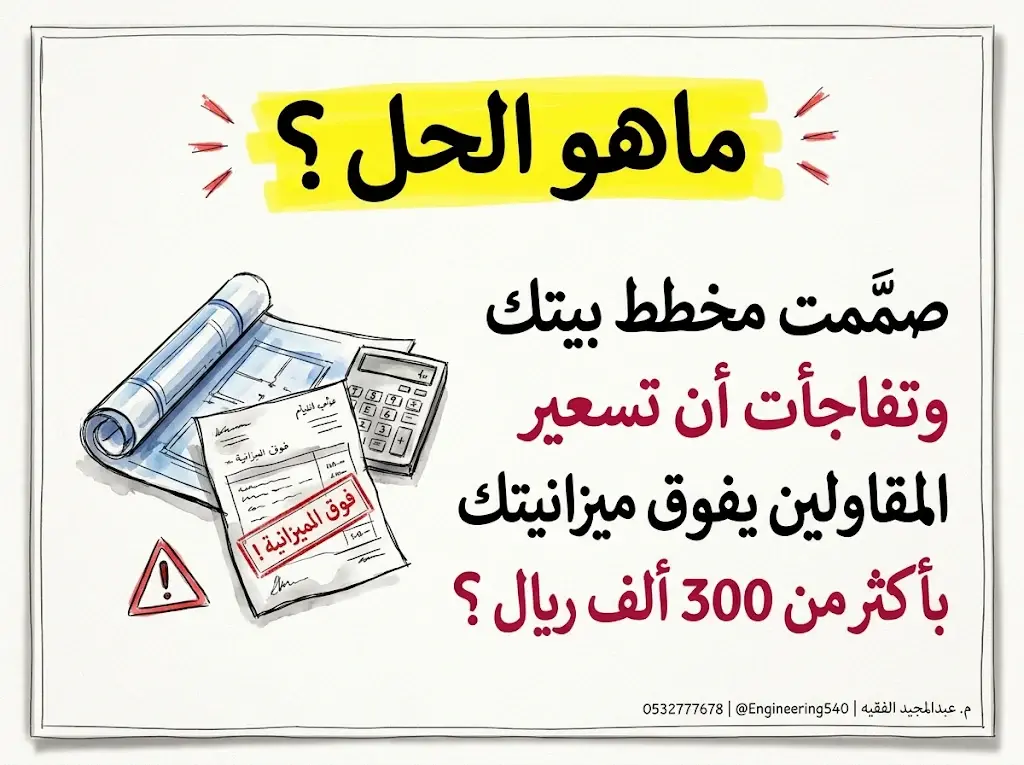 ماهو الحل ؟
صمَّمت مخطط بيتك
وتفاجأت أن تسعير
المقاولين يفوق ميزانيتك
بأكثر من 300 ألف ريال ؟
فوق الميزانية
فوق الميزانية !
م. عبدالمجيد الفقيه | @Engineering540 | 0532777678